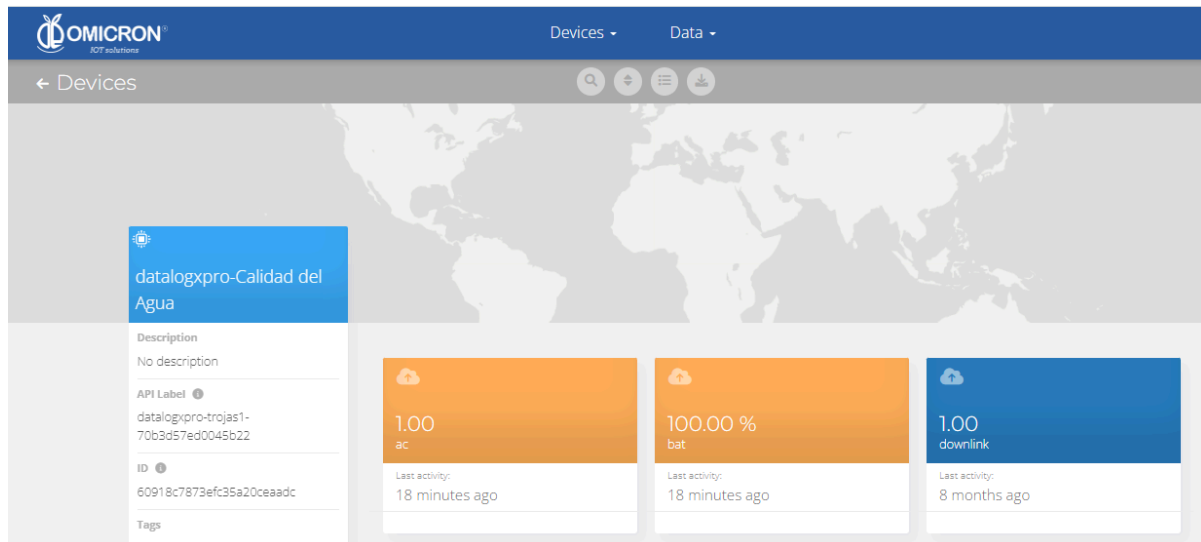 OMICRON®
IOT solutions
Devices
Data
Devices
datalogxpro-Calidad del
Agua
Description
No description
API Label
datalogxpro-trojas1-
70b3d57ed0045b22
ID
60918c7873efc35a20ceaadc
Tags
1.00
ac
Last activity:
18 minutes ago
100.00 %
bat
Last activity:
18 minutes ago
1.00
downlink
Last activity:
8 months ago